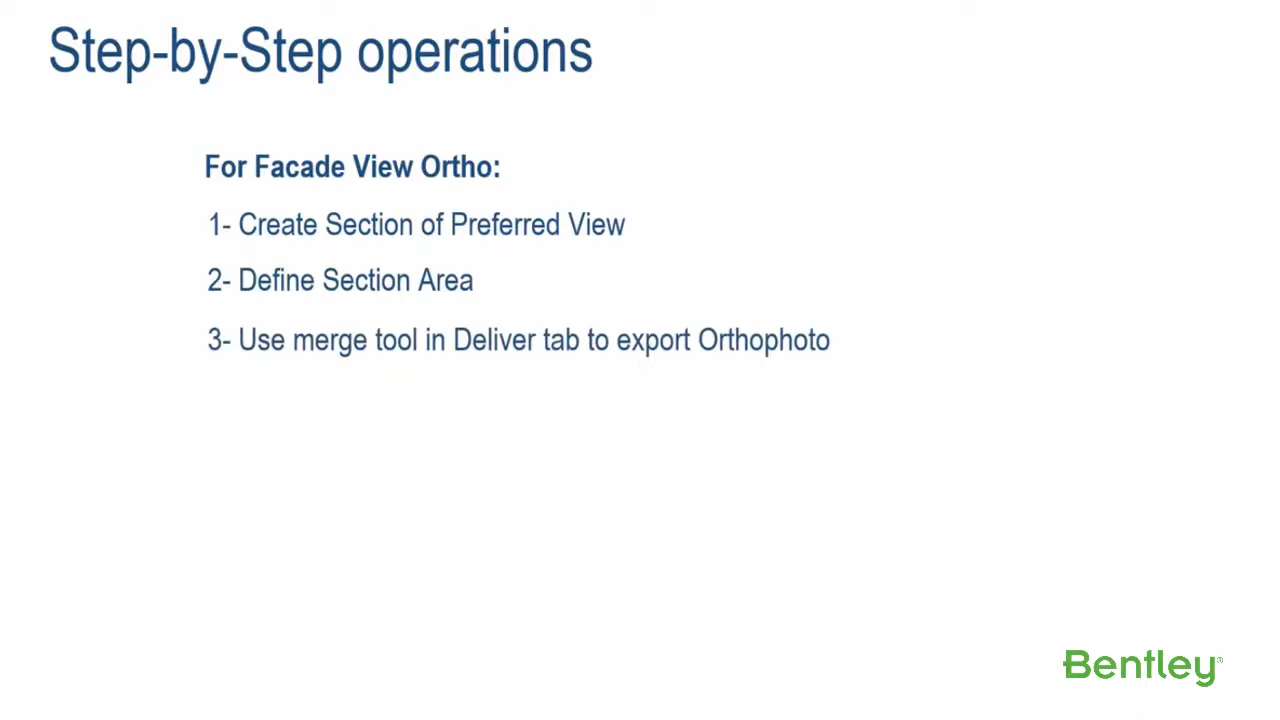 Step-by-Step operations
For Facade View Ortho:
1- Create Section of Preferred View
2- Define Section Area
3- Use merge tool in Deliver tab to export Orthophoto
Bentley®